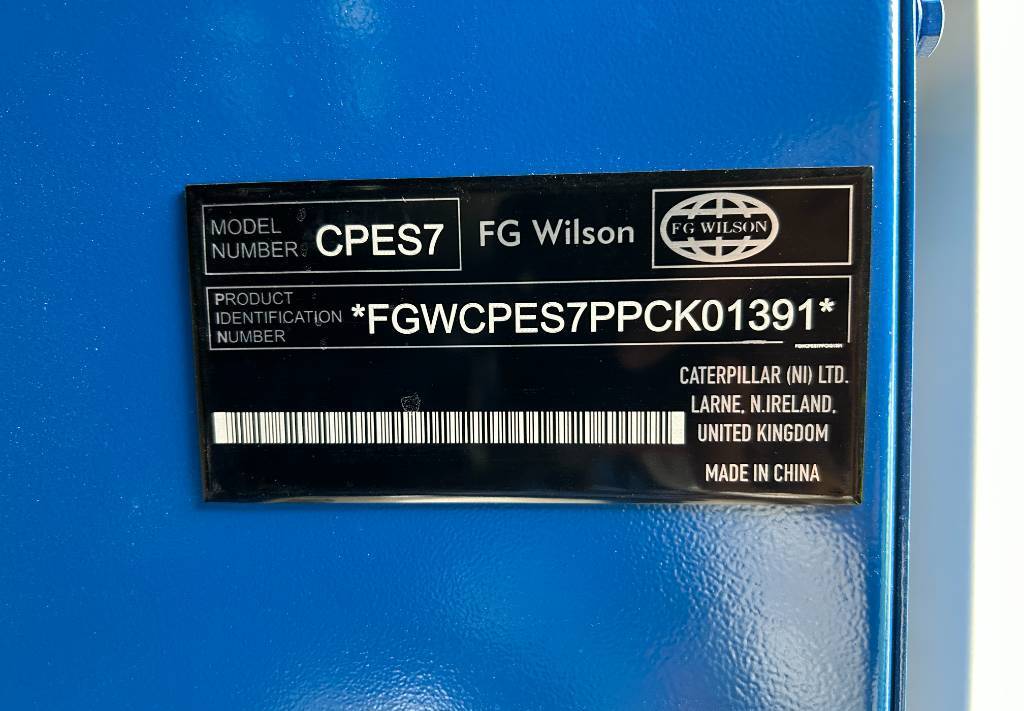 MODEL
NUMBER
CPES7
FG Wilson
FG WILSON
PRODUCT
IDENTIFICATION
NUMBER
*FGWCPES7PPCK01391*
FGWCPES7PPCK01391
CATERPILLAR (NI) LTD.
LARNE, N.IRELAND,
UNITED KINGDOM
MADE IN CHINA